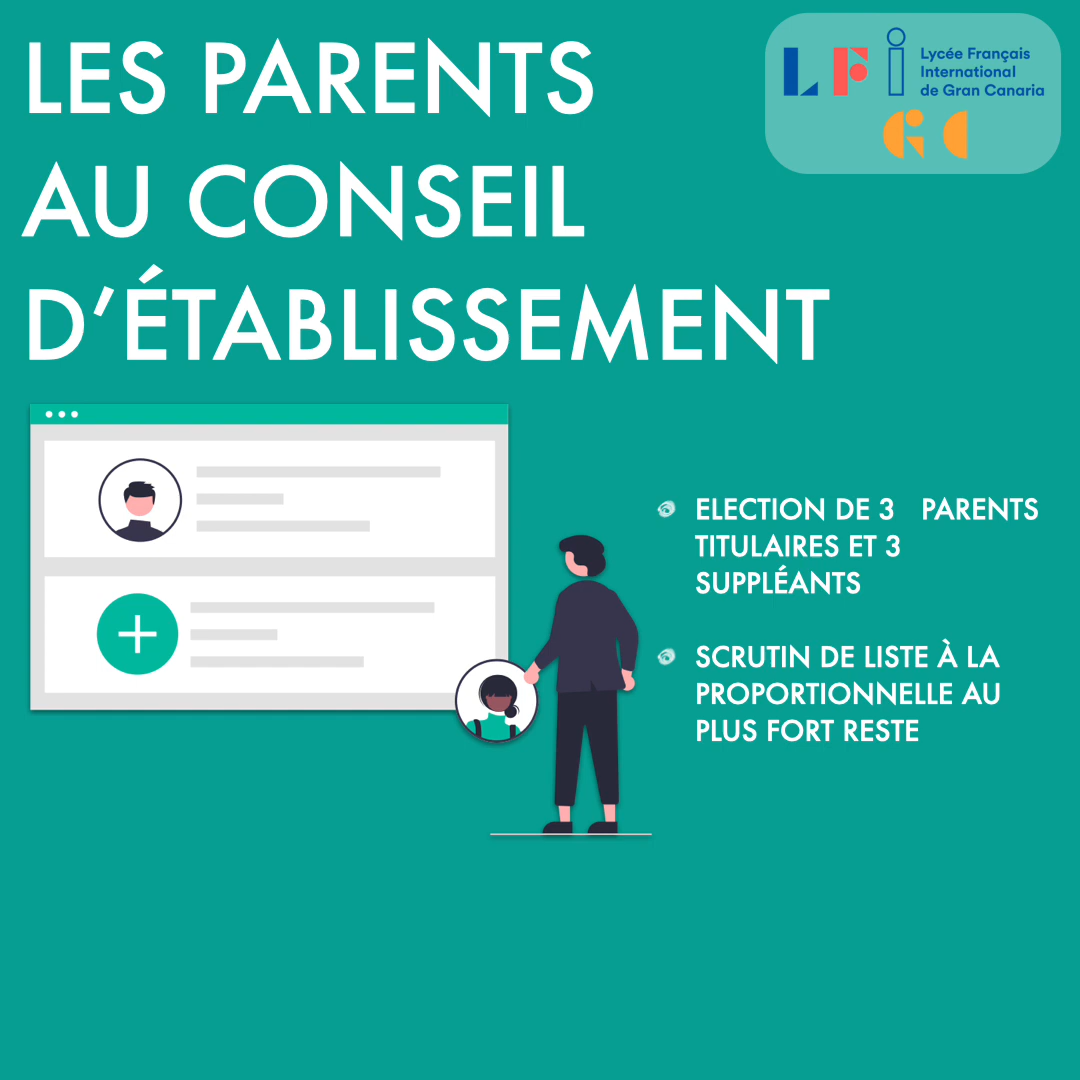 LES PARENTS
AU CONSEIL
D'ÉTABLISSEMENT
LFi
Lycée Français
International
de Gran Canaria
GC
ELECTION DE 3 PARENTS
TITULAIRES ET 3
SUPPLÉANTS
SCRUTIN DE LISTE À LA
PROPORTIONNELLE AU
PLUS FORT RESTE